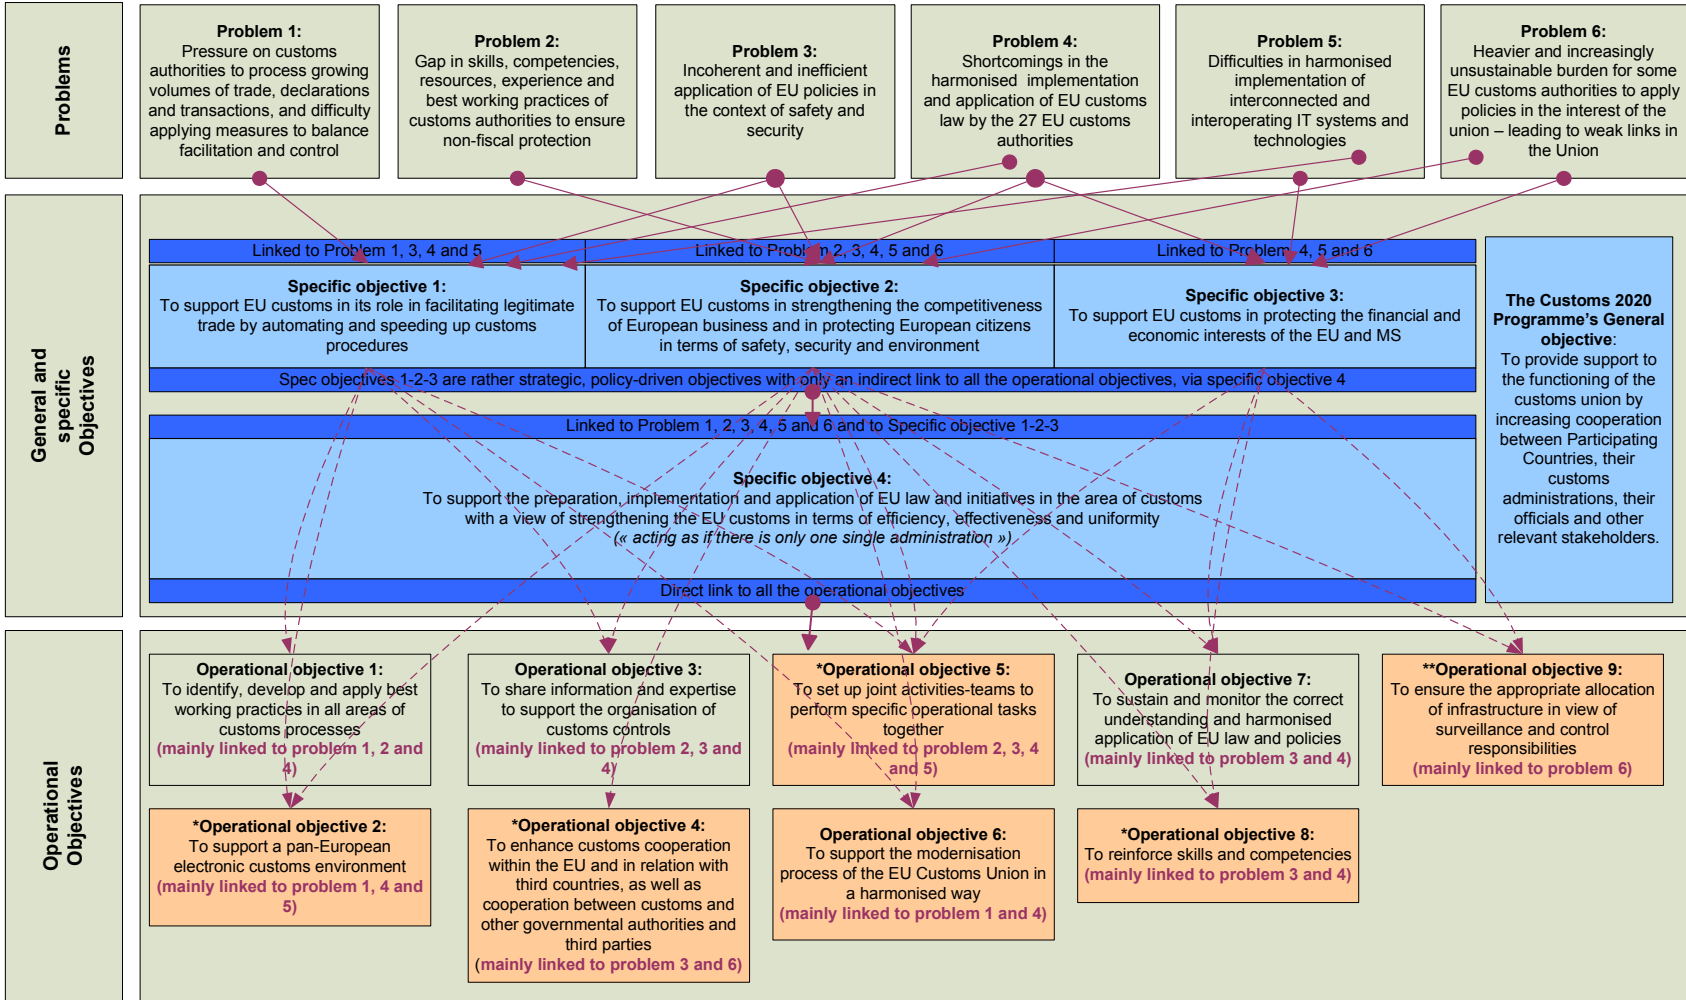 Problems
Problem 1:
Pressure on customs
authorities to process growing
volumes of trade, declarations
and transactions, and difficulty
applying measures to balance
facilitation and control
Problem 2:
Gap in skills, competencies,
resources, experience and
best working practices of
customs authorities to ensure
non-fiscal protection
Problem 3:
Incoherent and inefficient
application of EU policies in
the context of safety and
security
Problem 4:
Shortcomings in the
harmonised implementation
and application of EU customs
law by the 27 EU customs
authorities
Problem 5:
Difficulties in harmonised
implementation of
interconnected and
interoperating IT systems and
technologies
Problem 6:
Heavier and increasingly
unsustainable burden for some
EU customs authorities to apply
policies in the interest of the
union – leading to weak links in
the Union
General and
specific
Objectives
Linked to Problem 1, 3, 4 and 5
Linked to Problem 2, 3, 4, 5 and 6
Linked to Problem 4, 5 and 6
Specific objective 1:
To support EU customs in its role in facilitating legitimate
trade by automating and speeding up customs
procedures
Specific objective 2:
To support EU customs in strengthening the competitiveness
of European business and in protecting European citizens
in terms of safety, security and environment
Specific objective 3:
To support EU customs in protecting the financial and
economic interests of the EU and MS
Spec objectives 1-2-3 are rather strategic, policy-driven objectives with only an indirect link to all the operational objectives, via specific objective 4
Linked to Problem 1, 2, 3, 4, 5 and 6 and to Specific objective 1-2-3
Specific objective 4:
To support the preparation, implementation and application of EU law and initiatives in the area of customs
with a view of strengthening the EU customs in terms of efficiency, effectiveness and uniformity
(« acting as if there is only one single administration »)
Direct link to all the operational objectives
The Customs 2020
Programme's General
objective:
To provide support to
the functioning of the
customs union by
increasing cooperation
between Participating
Countries, their
customs
administrations, their
officials and other
relevant stakeholders.
Operational
Objectives
Operational objective 1:
To identify, develop and apply best
working practices in all areas of
customs processes
(mainly linked to problem 1, 2 and
4)
Operational objective 3:
To share information and expertise
to support the organisation of
customs controls
(mainly linked to problem 2, 3 and
4)
*Operational objective 5:
To set up joint activities-teams to
perform specific operational tasks
together
(mainly linked to problem 2, 3, 4
and 5)
Operational objective 7:
To sustain and monitor the correct
understanding and harmonised
application of EU law and policies
(mainly linked to problem 3 and 4)
**Operational objective 9:
To ensure the appropriate allocation
of infrastructure in view of
surveillance and control
responsibilities
(mainly linked to problem 6)
*Operational objective 2:
To support a pan-European
electronic customs environment
(mainly linked to problem 1, 4 and
5)
*Operational objective 4:
To enhance customs cooperation
within the EU and in relation with
third countries, as well as
cooperation between customs and
other governmental authorities and
third parties
(mainly linked to problem 3 and 6)
Operational objective 6:
To support the modernisation
process of the EU Customs Union in
a harmonised way
(mainly linked to problem 1 and 4)
*Operational objective 8:
To reinforce skills and competencies
(mainly linked to problem 3 and 4)